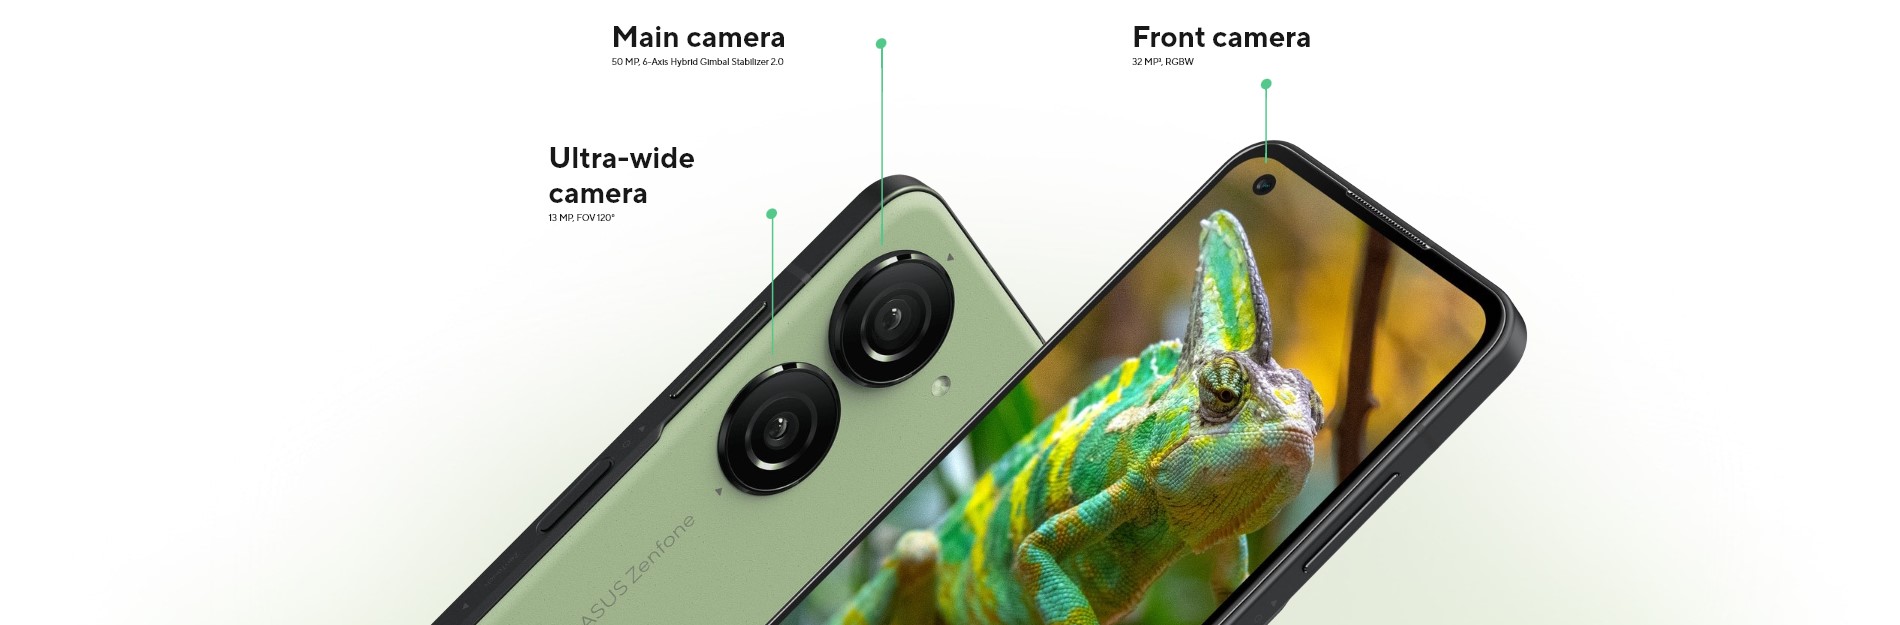 Main camera
50 MP, 6-Axis Hybrid Gimbal Stabilizer 2.0
Front camera
32 MP³, RGBW
Ultra-wide
camera
13 MP, FOV 120°
ASUS Zenfone